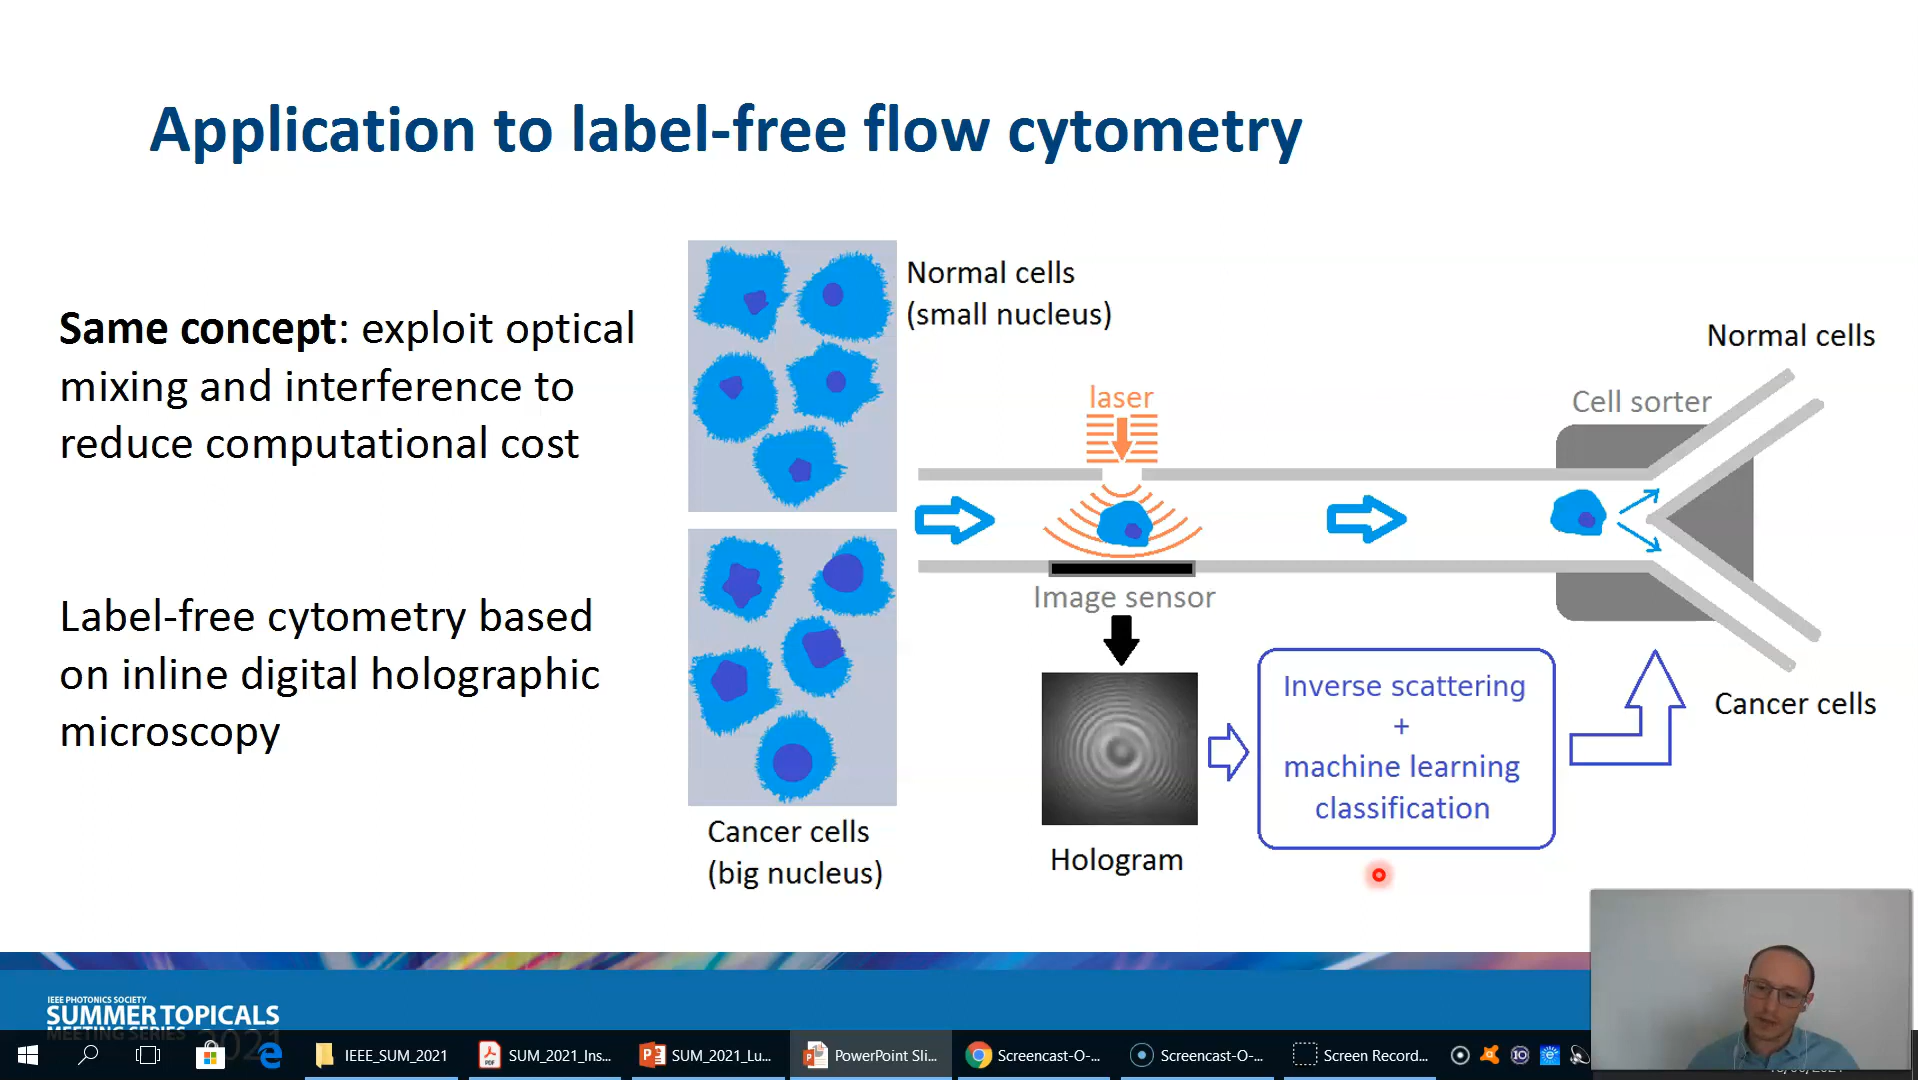 Application to label-free flow cytometry
Same concept: exploit optical
mixing and interference to
reduce computational cost
Label-free cytometry based
on inline digital holographic
microscopy
Normal cells
(small nucleus)
Cancer cells
(big nucleus)
laser
Image sensor
Hologram
Inverse scattering
+
machine learning
classification
Cell sorter
Normal cells
Cancer cells
IEEE PHOTONICS SOCIETY
SUMMER TOPICALS
MEETING SERIES
IEEE_SUM_2021
SUM_2021_Ins...
SUM_2021_Lu...
PowerPoint Sli...
Screencast-O-...
Screencast-O-...
Screen Record...